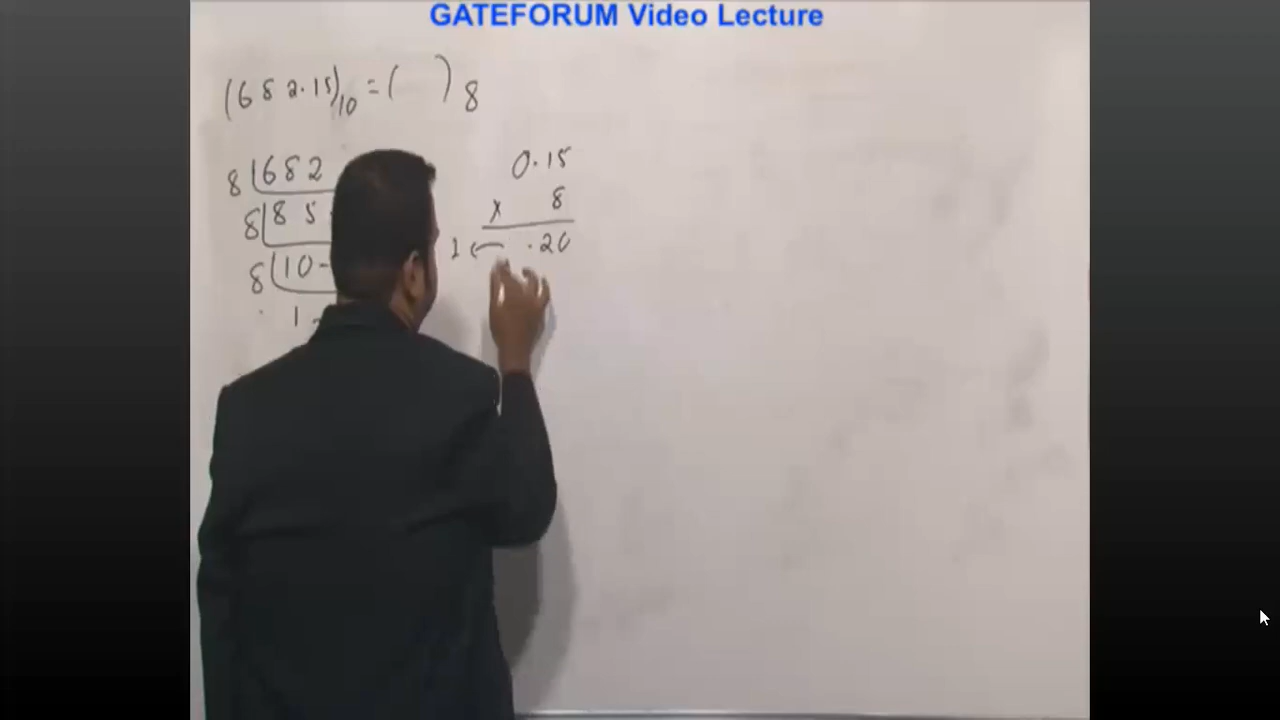 GATEFORUM Video Lecture
(682.15)10 = ( )8
8 682
8 85
8 10 -
1
0.15
x 8
1 ← .20